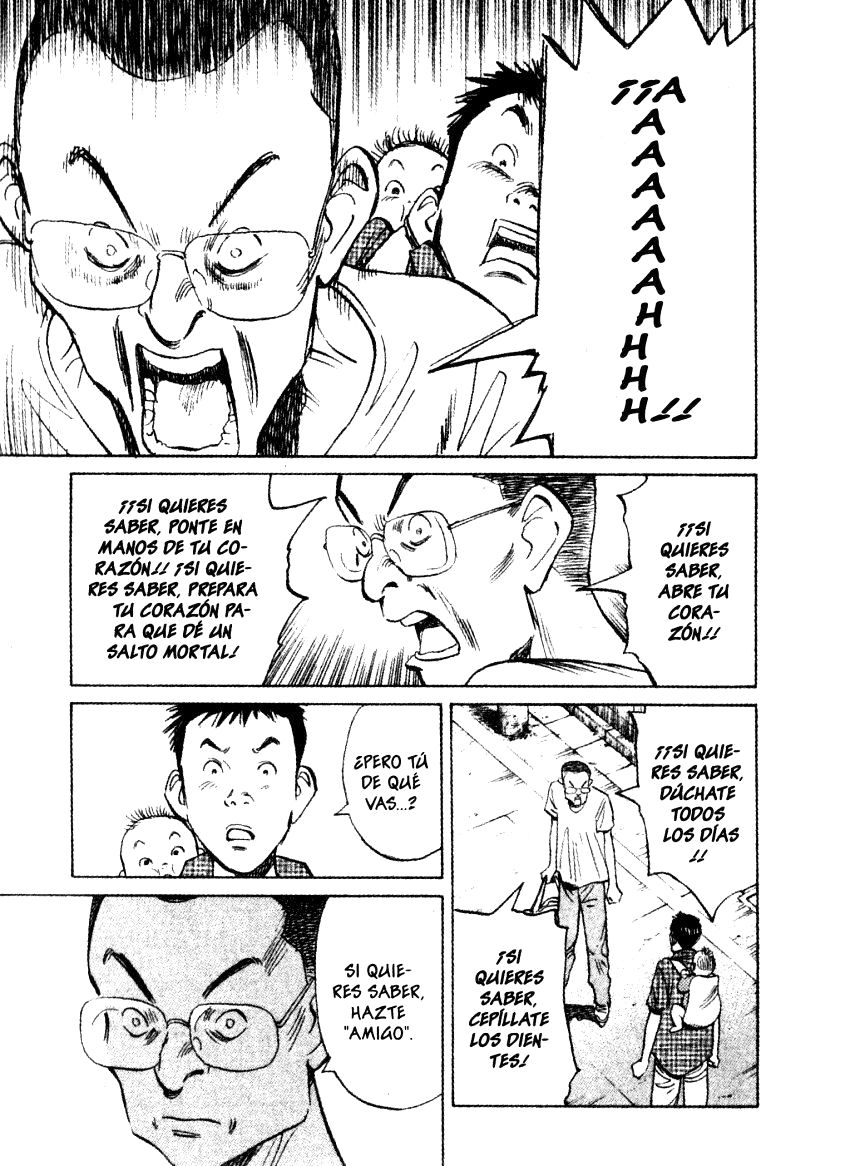 ¡¡A
A
A
A
A
A
A
A
H
H
H
H!!
¡¡SI
QUIERES
SABER,
ABRE TU
CORA-
ZÓN!!
¡¡SI QUIERES
SABER, PONTE EN
MANOS DE TU CO-
RAZÓN!! ¡SI QUIE-
RES SABER, PREPARA
TU CORAZÓN PA-
RA QUE DÉ UN
SALTO MORTAL!
¡¡SI QUIE-
RES SABER,
DÚCHATE
TODOS
LOS DÍAS
!!
¡SI
QUIERES
SABER,
CEPÍLLATE
LOS DIEN-
TES!
¿PERO TÚ
DE QUÉ
VAS...?
SI QUIE-
RES SABER,
HAZTE
"AMIGO".